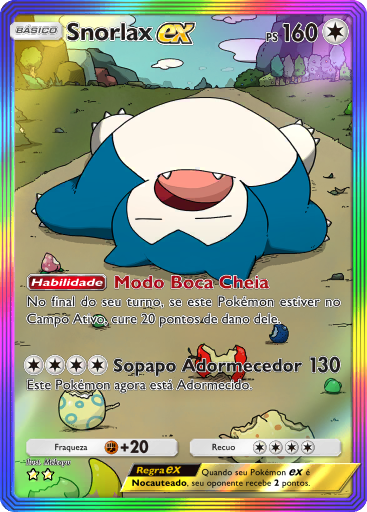 BÁSICO Snorlax ex PS 160
Habilidade Modo Boca Cheia
No final do seu turno, se este Pokémon estiver no
Campo Ativo, cure 20 pontos de dano dele.
Sopapo Adormecedor 130
Este Pokémon agora está Adormecido.
Fraqueza +20 Recuo
Ilust. Mekayu
Regra ex Quando seu Pokémon ex é
Nocauteado, seu oponente recebe 2 pontos.